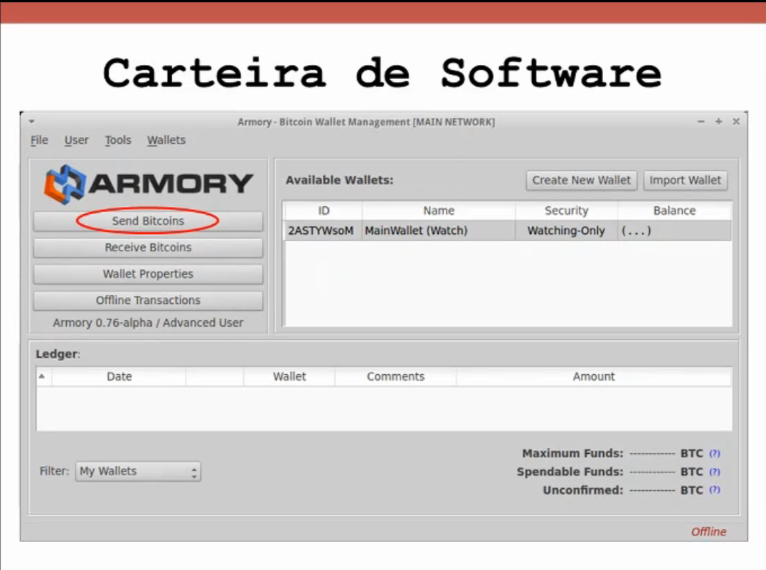 Carteira de Software
Armory - Bitcoin Wallet Management [MAIN NETWORK]
File User Tools Wallets
ARMORY
Send Bitcoins
Receive Bitcoins
Wallet Properties
Offline Transactions
Armory 0.76-alpha / Advanced User
Available Wallets: Create New Wallet Import Wallet
ID Name Security Balance
2ASTYWsoM MainWallet (Watch) Watching-Only (...)
Ledger:
Date Wallet Comments Amount
Filter: My Wallets
Maximum Funds: ------------ BTC (?)
Spendable Funds: ------------ BTC (?)
Unconfirmed: ------------ BTC (?)
Offline